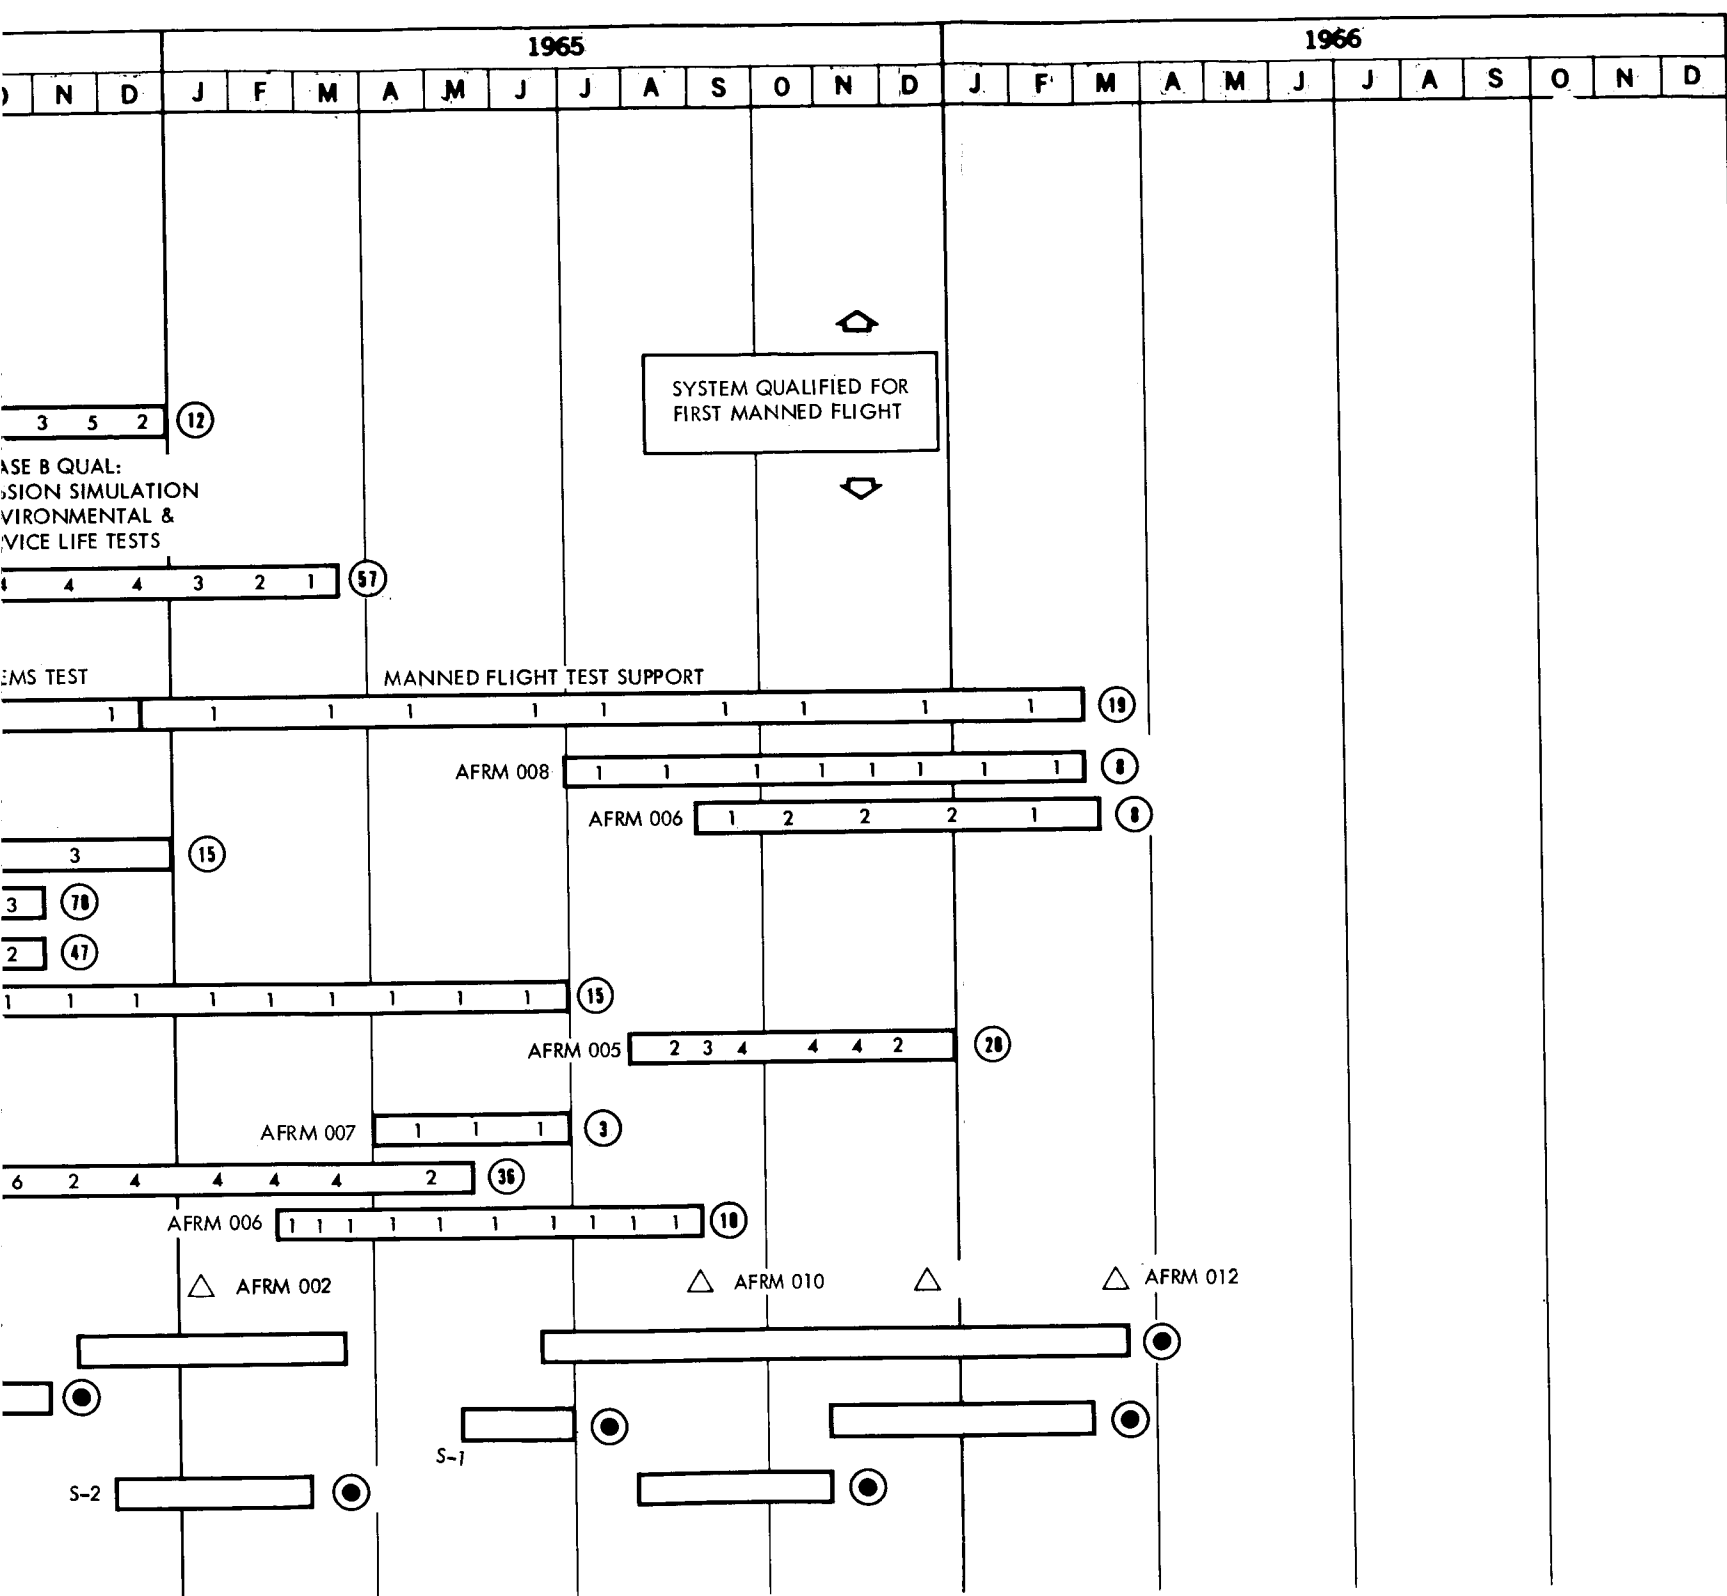 1965 1966
N D J F M A M J J A S O N D J F M A M J J A S O N D
SYSTEM QUALIFIED FOR
FIRST MANNED FLIGHT
3 5 2 12
ASE B QUAL:
SSION SIMULATION
VIRONMENTAL &
VICE LIFE TESTS
4 4 4 3 2 1 57
EMS TEST MANNED FLIGHT TEST SUPPORT
1 1 1 1 1 1 1 1 1 1 19
AFRM 008 1 1 1 1 1 1 1 1 8
AFRM 006 1 2 2 2 1 8
3 15
3 78
2 47
1 1 1 1 1 1 1 1 1 15
AFRM 005 2 3 4 4 4 2
AFRM 007 1 1 1 3
6 2 4 4 4 4 2 36
AFRM 006 1 1 1 1 1 1 1 1 1 1 10
AFRM 002 AFRM 010 AFRM 012
S-1
S-2